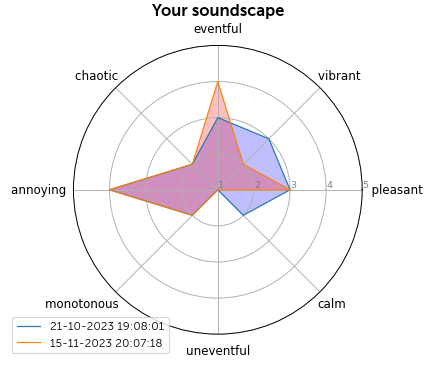 Your soundscape
eventful
chaotic
vibrant
annoying
1 2 3 4 5
pleasant
monotonous
calm
uneventful
21-10-2023 19:08:01
15-11-2023 20:07:18